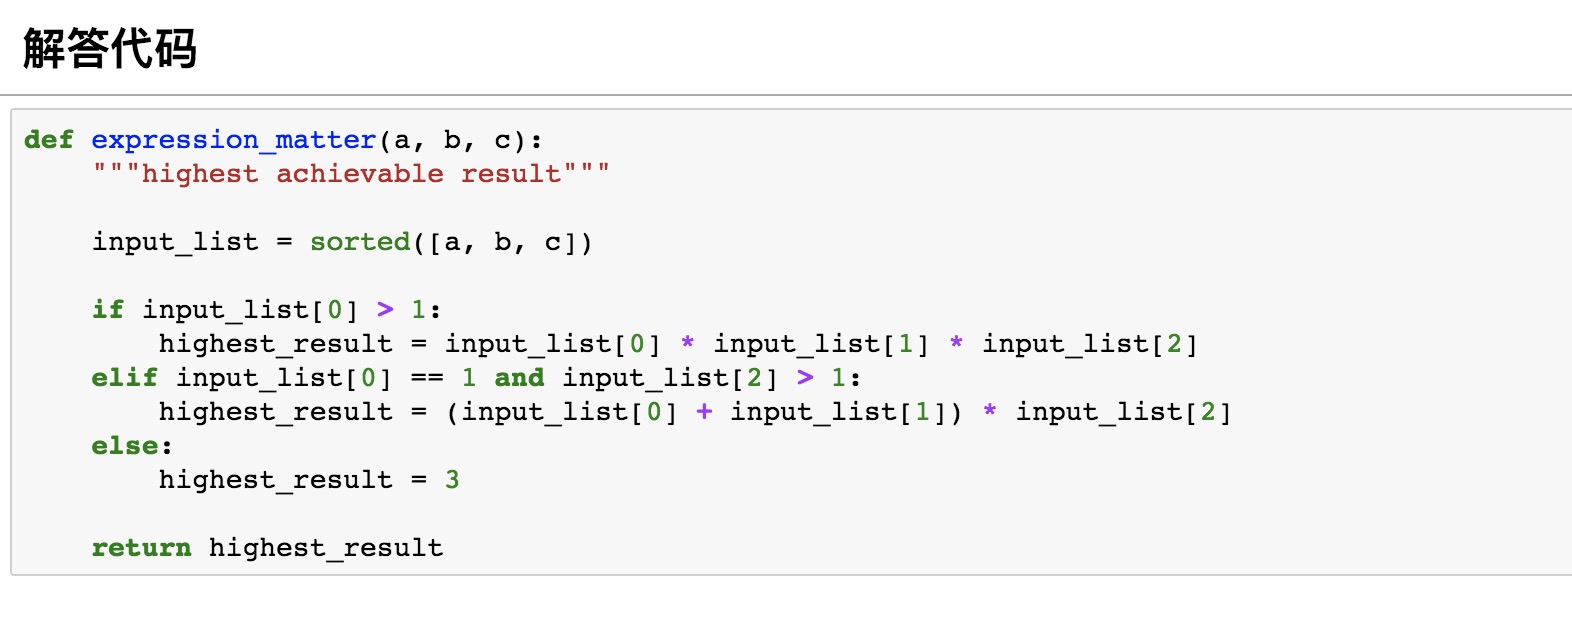 解答代码
def expression_matter(a, b, c):
    """highest achievable result"""
    input_list = sorted([a, b, c])
    if input_list[0] > 1:
        highest_result = input_list[0] * input_list[1] * input_list[2]
    elif input_list[0] == 1 and input_list[2] > 1:
        highest_result = (input_list[0] + input_list[1]) * input_list[2]
    else:
        highest_result = 3
    return highest_result